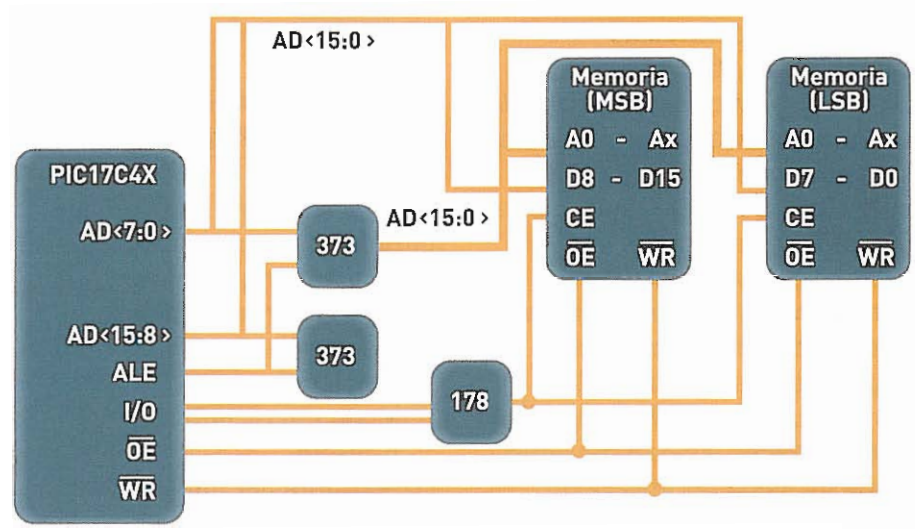 AD<15:0>
Memoria
(MSB)
A0 - Ax
D8 - D15
CE
OE WR
Memoria
(LSB)
A0 - Ax
D7 - D0
CE
OE WR
PIC17C4X
AD<7:0>
AD<15:8>
ALE
I/O
OE
WR
373
AD<15:0>
373
178